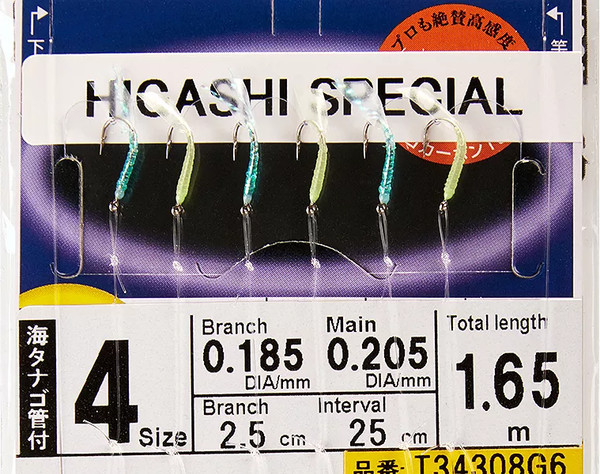 下
プロも絶賛高感度
竿
HIGASHI SPECIAL
海タナゴ管付
4 Size
Branch
0.185
DIA/mm
Main
0.205
DIA/mm
Branch
2.5 cm
Interval
25 cm
Total length
1.65
m
品番: T34308G6